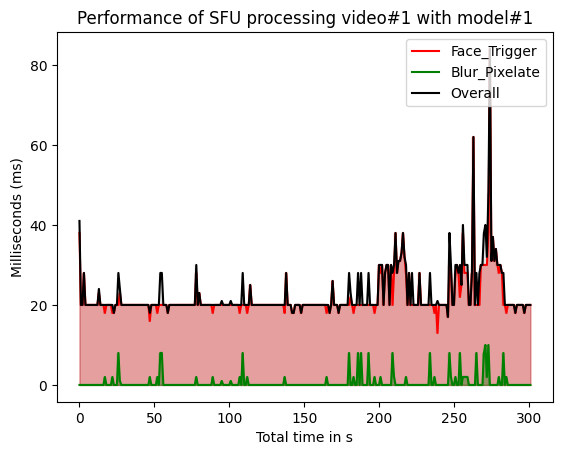 Performance of SFU processing video#1 with model#1
Face_Trigger
Blur_Pixelate
Overall
80
60
40
20
0
Milliseconds (ms)
0 50 100 150 200 250 300
Total time in s